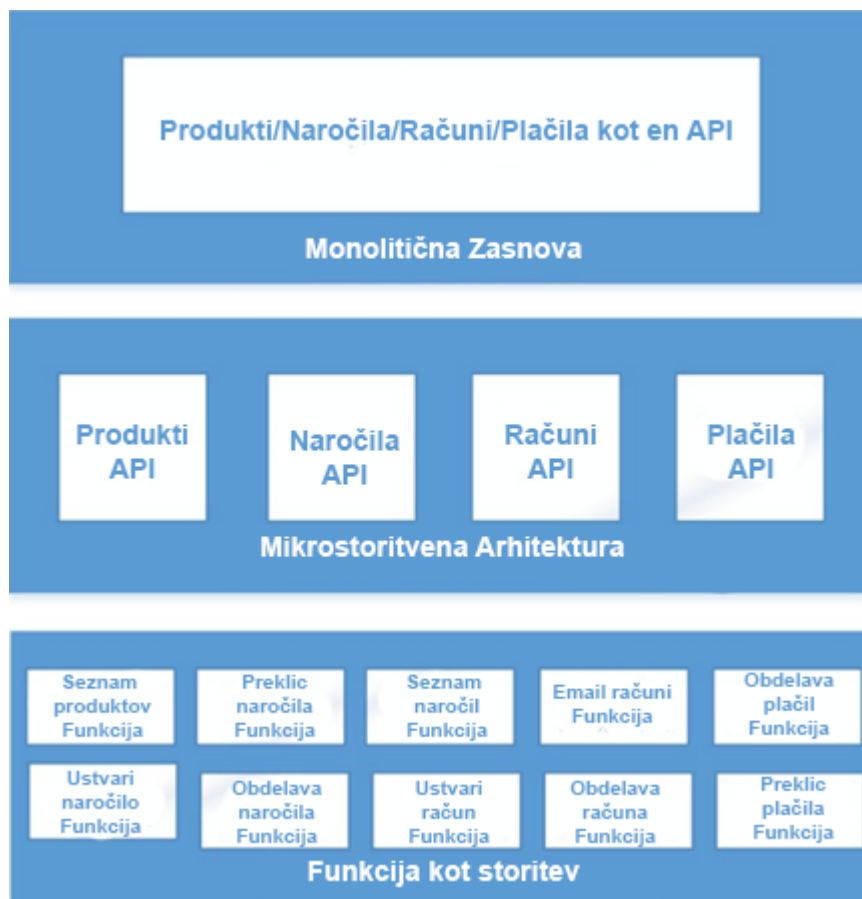 Produkti/Naročila/Računi/Plačila kot en API
Monolitična Zasnova
Produkti
API
Naročila
API
Računi
API
Plačila
API
Mikrostoritvena Arhitektura
Seznam
produktov
Funkcija
Preklic
naročila
Funkcija
Seznam
naročil
Funkcija
Email računi
Funkcija
Obdelava
plačil
Funkcija
Ustvari
naročilo
Funkcija
Obdelava
naročila
Funkcija
Ustvari
račun
Funkcija
Obdelava
računa
Funkcija
Preklic
plačila
Funkcija
Funkcija kot storitev